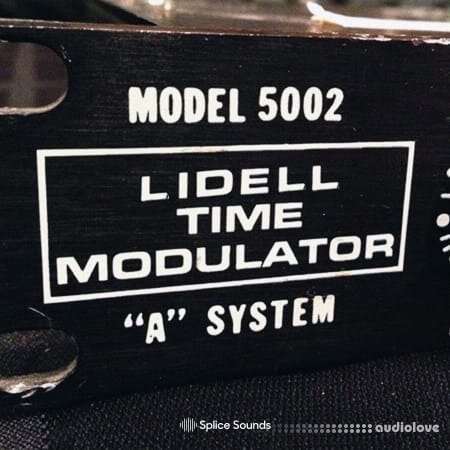 MODEL 5002
LIDELL
TIME
MODULATOR
“A” SYSTEM
Splice Sounds
audiolove